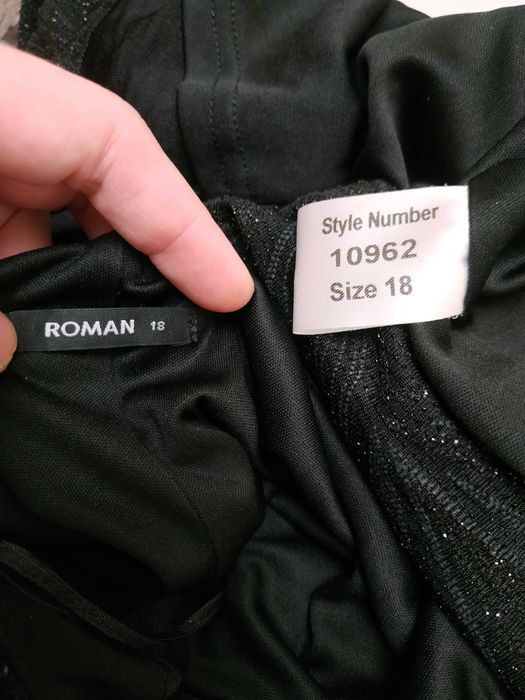 ROMAN 18
Style Number
10962
Size 18